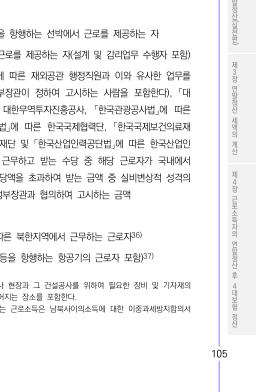 을 항행하는 선박에서 근로를 제공하는 자
근로를 제공하는 자(설계 및 감리업무 수행자 포함)
에 따른 재외공관 행정직원과 이와 유사한 업무를
부장관이 정하여 고시하는 사람을 포함한다), 「대
대한무역투자진흥공사, 「한국관광공사법」에 따른
법」에 따른 한국국제협력단, 「한국국제보건의료재
재단 및 「한국산업인력공단법」에 따른 한국산업인
근무하고 받는 수당 중 해당 근로자가 국내에서
당액을 초과하여 받는 금액 중 실비변상적 성격의
성부장관과 협의하여 고시하는 금액
따른 북한지역에서 근무하는 근로자36)
등을 항행하는 항공기의 근로자 포함)37)
사 현장과 그 건설공사를 위하여 필요한 장비 및 기자재의
어지는 장소를 포함한다.
는 근로소득은 남북사이의소득에 대한 이중과세방지합의서
제3장 연말정산 세액의 계산
제4장 근로소득자의 연말정산 후 4대보험 정산
105